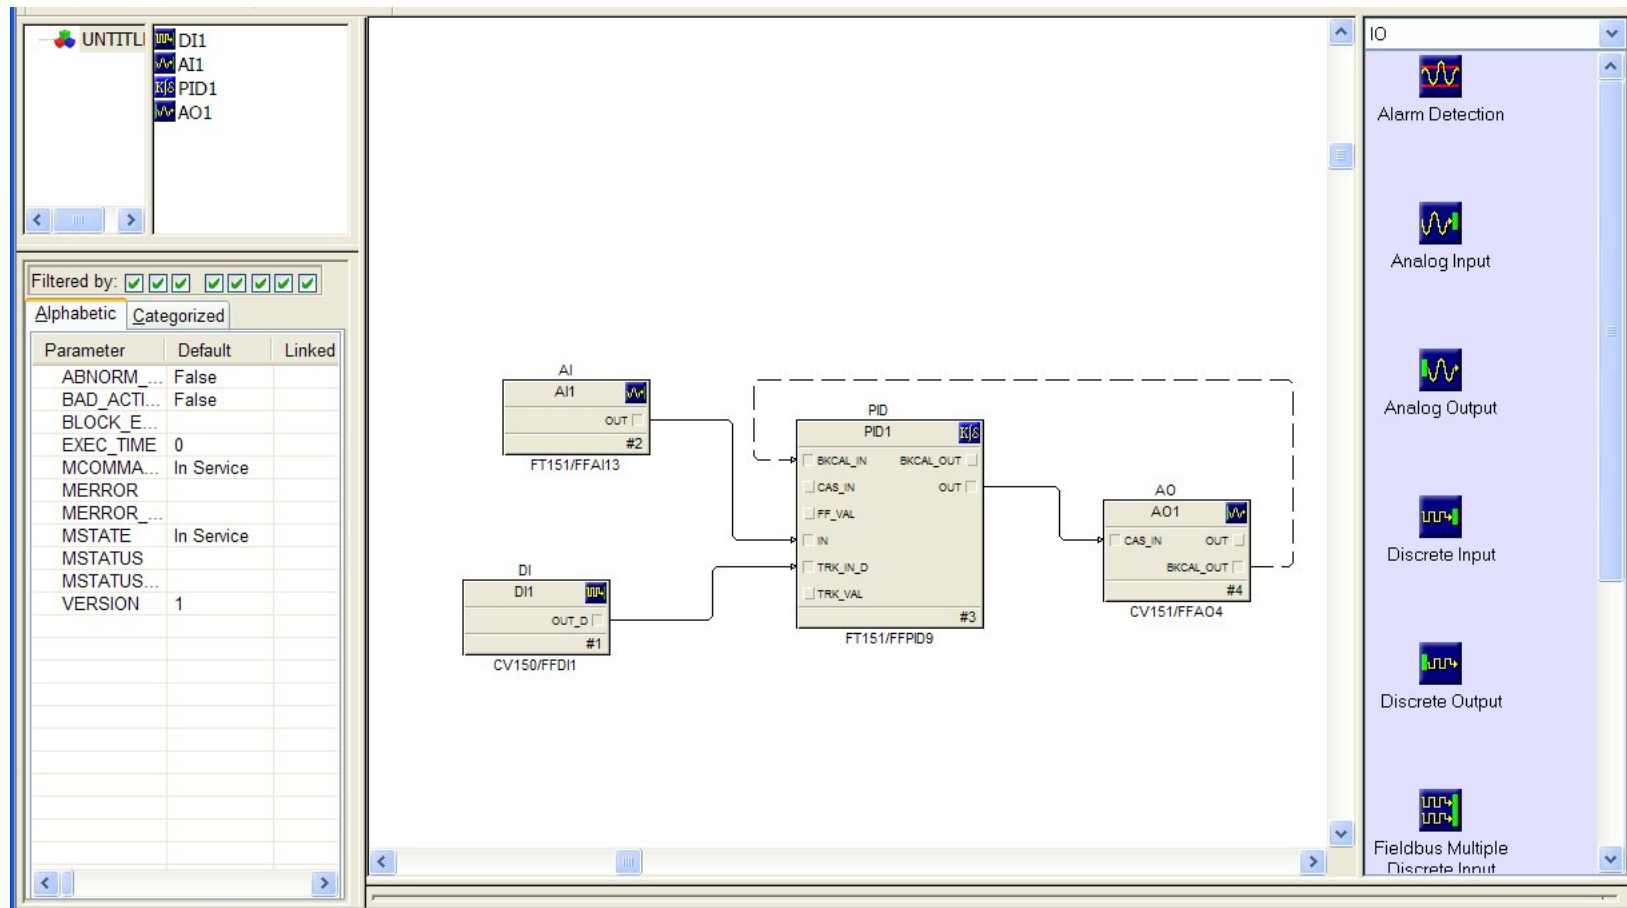 UNTITL
DI1
AI1
PID1
AO1
Filtered by:
Alphabetic Categorized
Parameter Default Linked
ABNORM_... False
BAD_ACTI... False
BLOCK_E...
EXEC_TIME 0
MCOMMA... In Service
MERROR
MERROR_...
MSTATE In Service
MSTATUS
MSTATUS...
VERSION 1
AI
AI1
OUT
#2
FT151/FFAI13
DI
DI1
OUT_D
#1
CV150/FFDI1
PID
PID1
BKCAL_IN BKCAL_OUT
CAS_IN OUT
FF_VAL
IN
TRK_IN_D
TRK_VAL
#3
FT151/FFPID9
AO
AO1
CAS_IN OUT
BKCAL_OUT
#4
CV151/FFAO4
IO
Alarm Detection
Analog Input
Analog Output
Discrete Input
Discrete Output
Fieldbus Multiple
Discrete Input